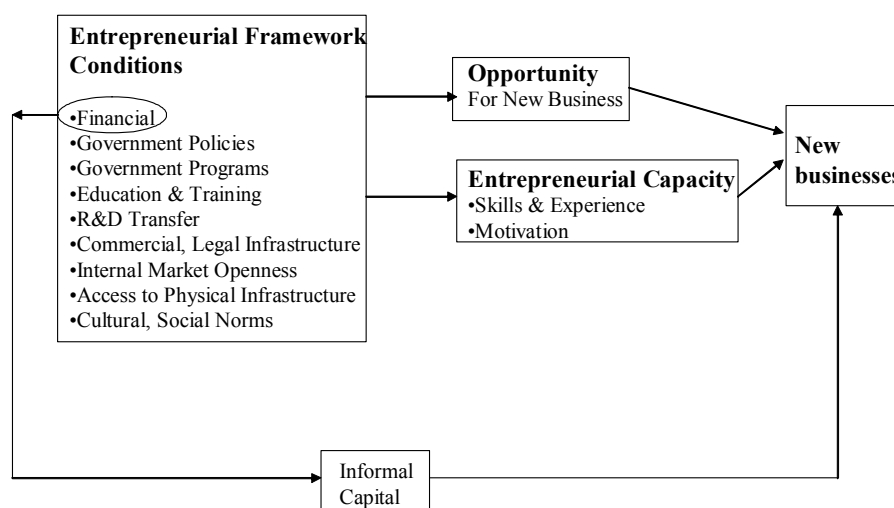 Entrepreneurial Framework
Conditions
•Financial
•Government Policies
•Government Programs
•Education & Training
•R&D Transfer
•Commercial, Legal Infrastructure
•Internal Market Openness
•Access to Physical Infrastructure
•Cultural, Social Norms
Opportunity
For New Business
Entrepreneurial Capacity
•Skills & Experience
•Motivation
New
businesses
Informal
Capital